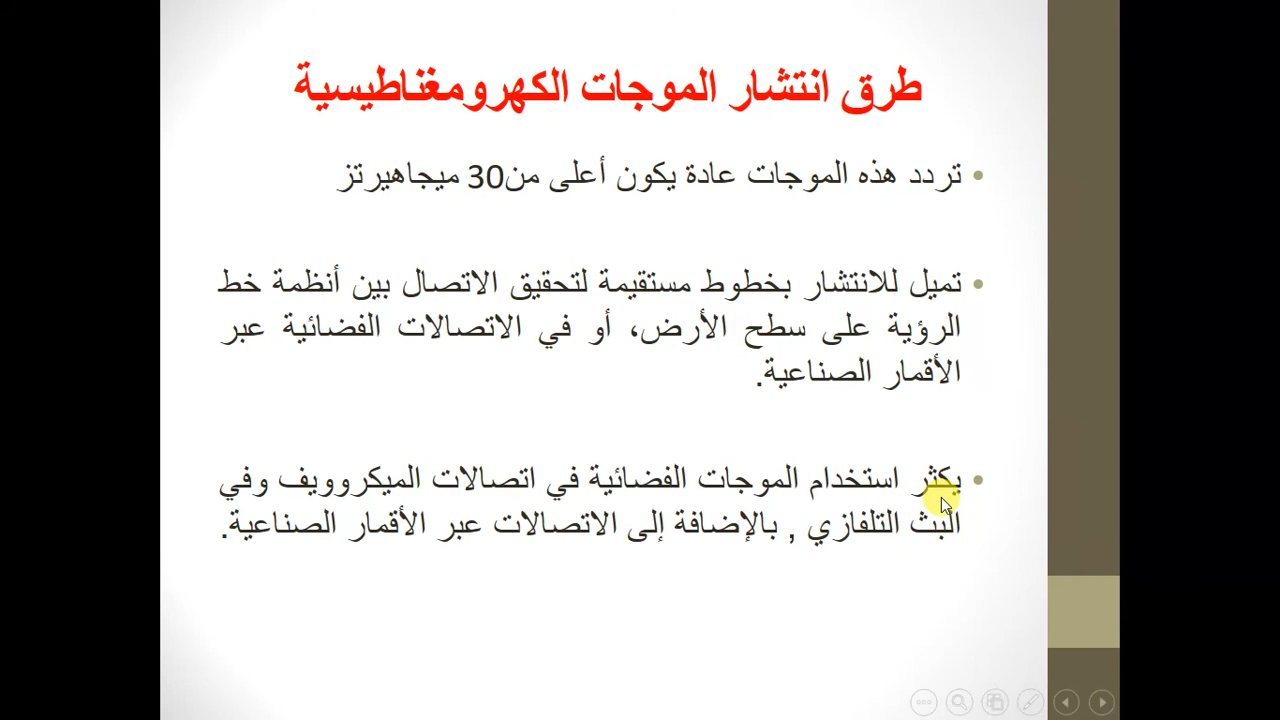 طرق انتشار الموجات الكهرومغناطيسية
• تردد هذه الموجات عادة يكون أعلى من30 ميجاهيرتز
• تميل للانتشار بخطوط مستقيمة لتحقيق الاتصال بين أنظمة خط
الرؤية على سطح الأرض، أو في الاتصالات الفضائية عبر
الأقمار الصناعية.
• يكثر استخدام الموجات الفضائية في اتصالات الميكروويف وفي
البث التلفازي , بالإضافة إلى الاتصالات عبر الأقمار الصناعية.